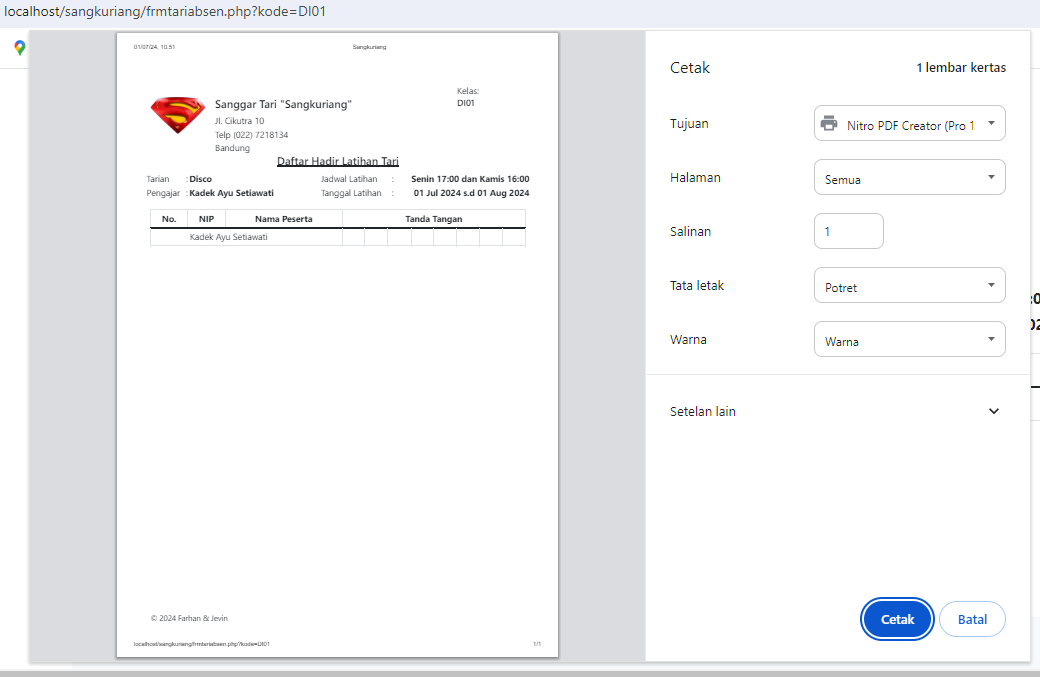 localhost/sangkuriang/frmtariabsen.php?kode=DI01
01/07/24, 10.51 Sangkuriang
Kelas:
DI01
Sanggar Tari "Sangkuriang"
Jl. Cikutra 10
Telp (022) 7218134
Bandung
Daftar Hadir Latihan Tari
Tarian : Disco Jadwal Latihan : Senin 17:00 dan Kamis 16:00
Pengajar : Kadek Ayu Setiawati Tanggal Latihan : 01 Jul 2024 s.d 01 Aug 2024
No. NIP Nama Peserta Tanda Tangan
Kadek Ayu Setiawati
© 2024 Farhan & Jevin
localhost/sangkuriang/frmtariabsen.php?kode=DI01 1/1
Cetak 1 lembar kertas
Tujuan Nitro PDF Creator (Pro 1
Halaman Semua
Salinan 1
Tata letak Potret
Warna Warna
Setelan lain
Cetak Batal